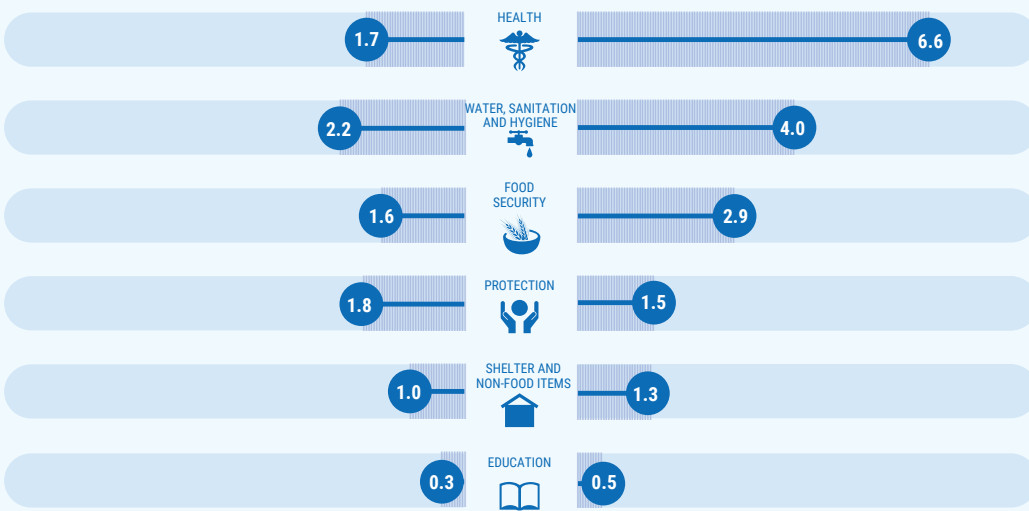 HEALTH
1.7
6.6
WATER, SANITATION
AND HYGIENE
2.2
4.0
FOOD
SECURITY
1.6
2.9
PROTECTION
1.8
1.5
SHELTER AND
NON-FOOD ITEMS
1.0
1.3
EDUCATION
0.3
0.5